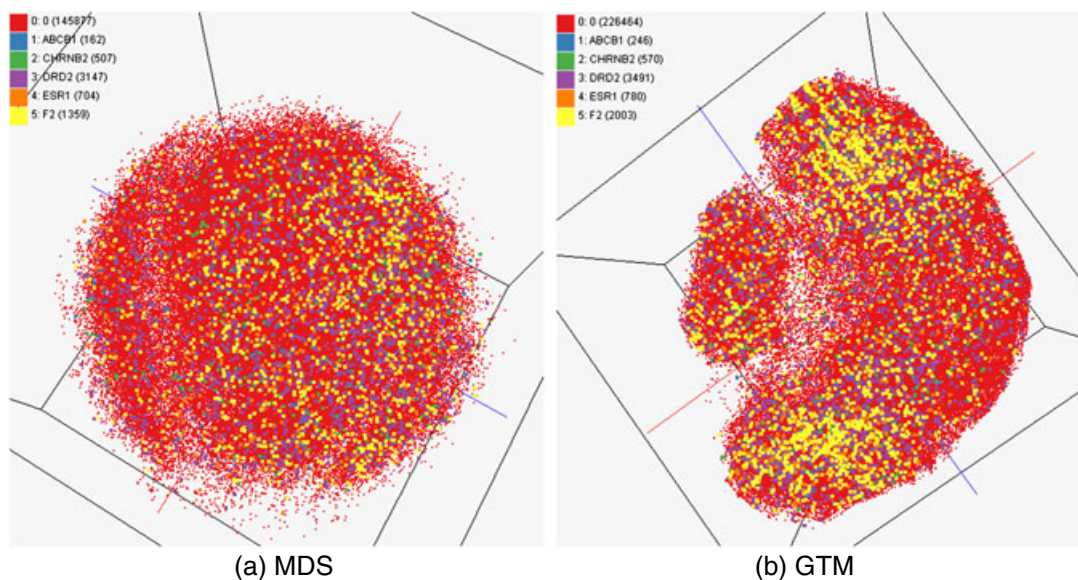 0: 0 (145877)
1: ABCB1 (162)
2: CHRNB2 (507)
3: DRD2 (3147)
4: ESR1 (704)
5: F2 (1359)
(a) MDS
0: 0 (226464)
1: ABCB1 (246)
2: CHRNB2 (570)
3: DRD2 (3491)
4: ESR1 (780)
5: F2 (2003)
(b) GTM